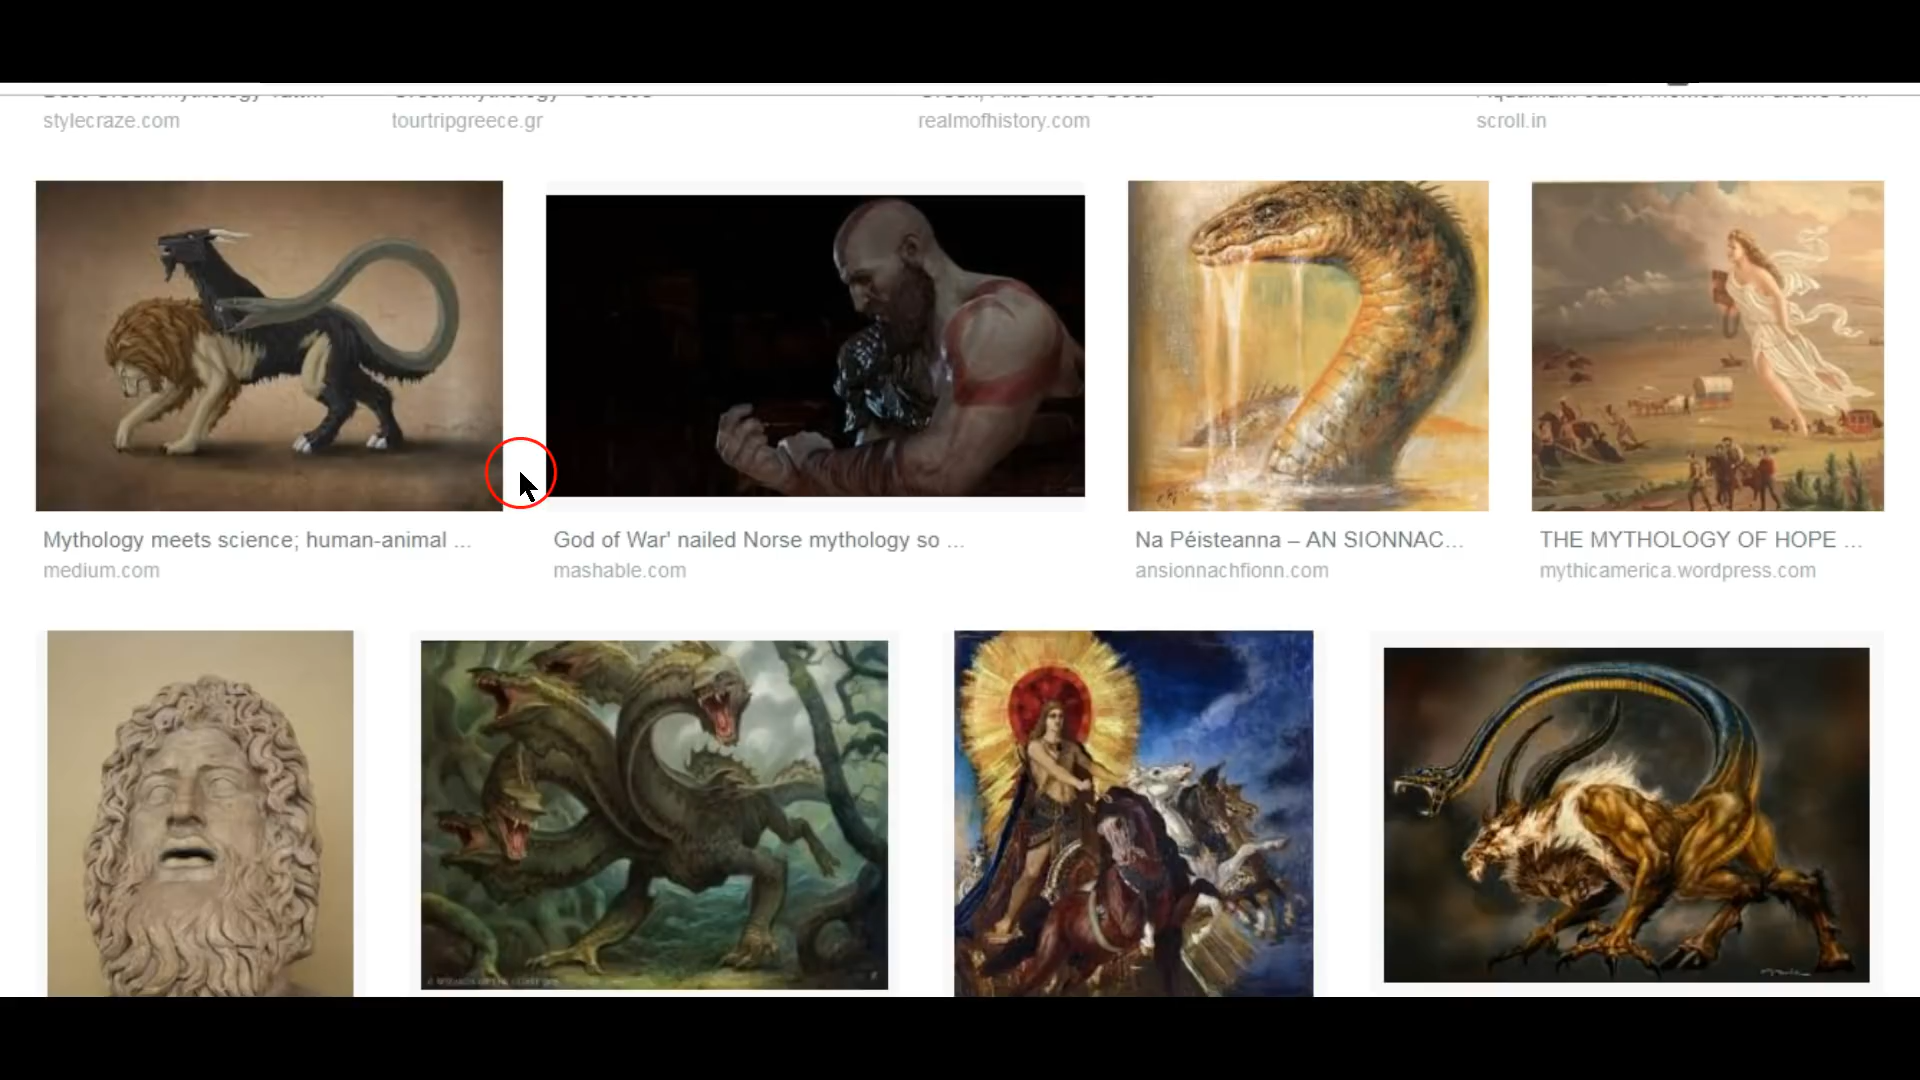 stylecraze.com
tourtripgreece.gr
realmofhistory.com
scroll.in
Mythology meets science; human-animal ...
medium.com
God of War' nailed Norse mythology so ...
mashable.com
Na Péisteanna – AN SIONNAC...
ansionnachfionn.com
THE MYTHOLOGY OF HOPE ...
mythicamerica.wordpress.com